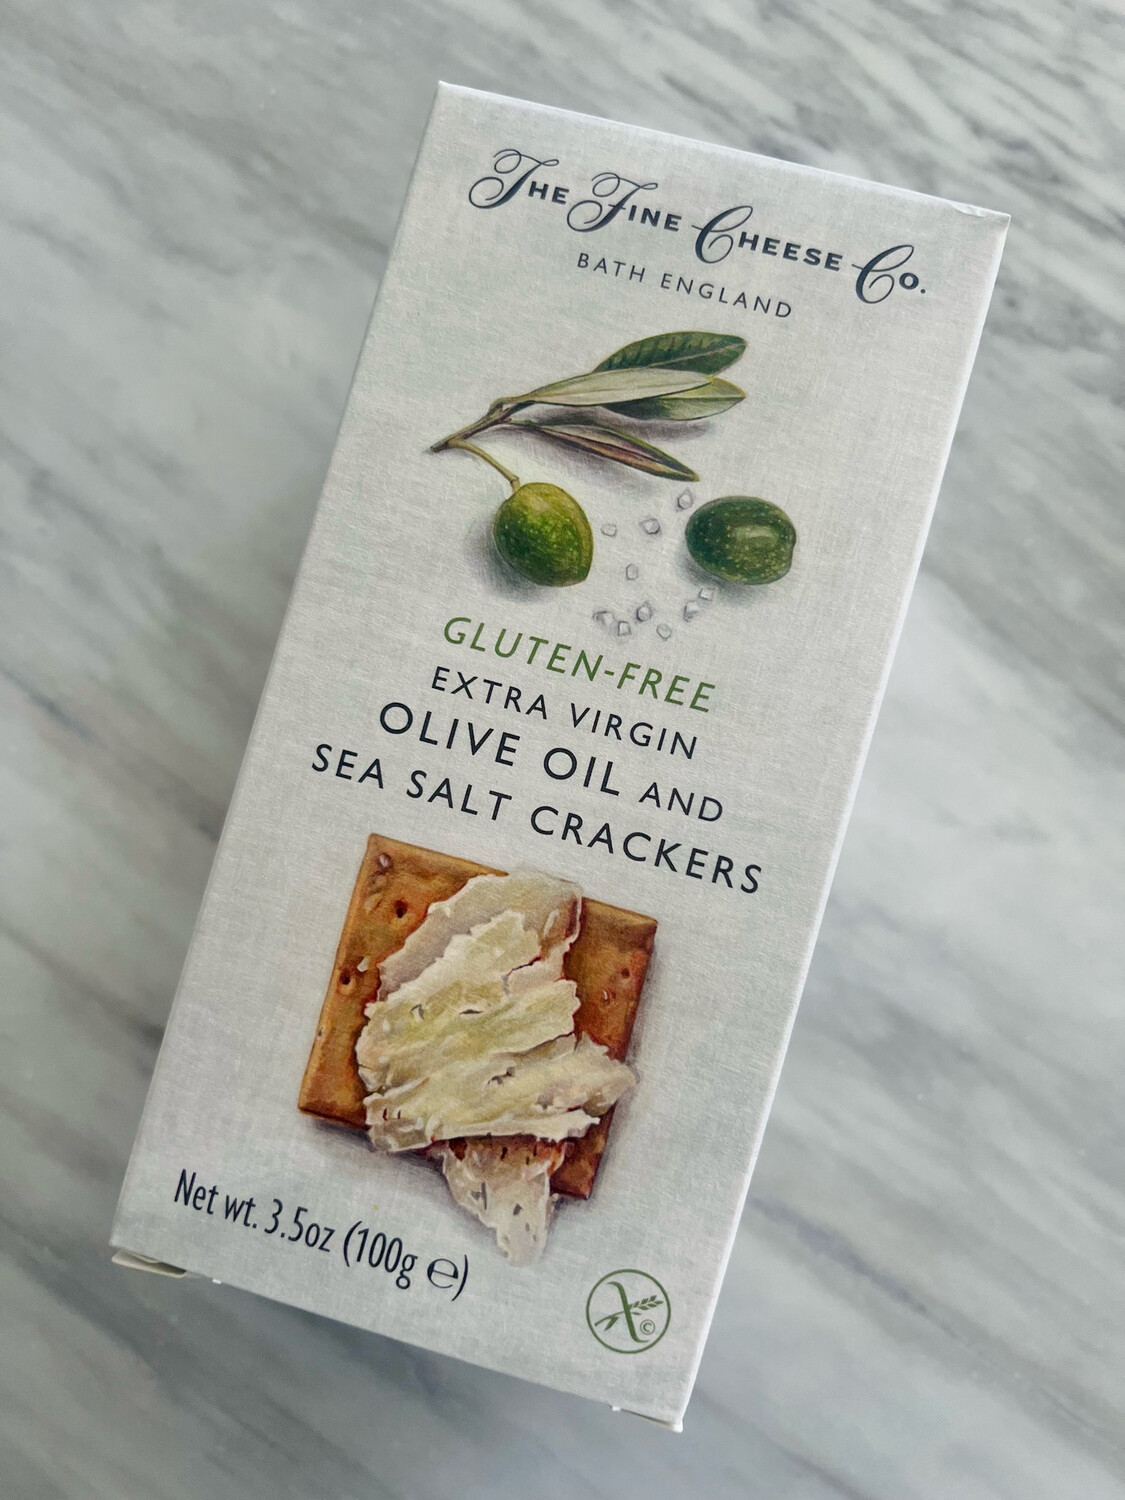 The Fine Cheese Co.
BATH ENGLAND
GLUTEN-FREE
EXTRA VIRGIN
OLIVE OIL AND
SEA SALT CRACKERS
Net wt. 3.5oz (100g ℮)
©